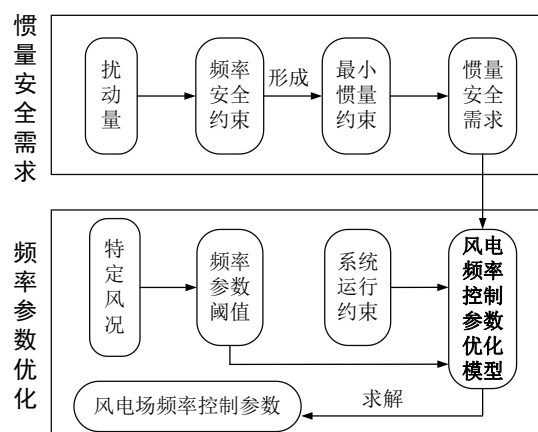 惯量安全需求
扰动量
频率
安全
约束
形成
最小
惯量
约束
惯量
安全
需求
频率参数优化
特定风况
频率
参数
阈值
系统
运行
约束
风电
频率
控制
参数
优化
模型
风电场频率控制参数
求解